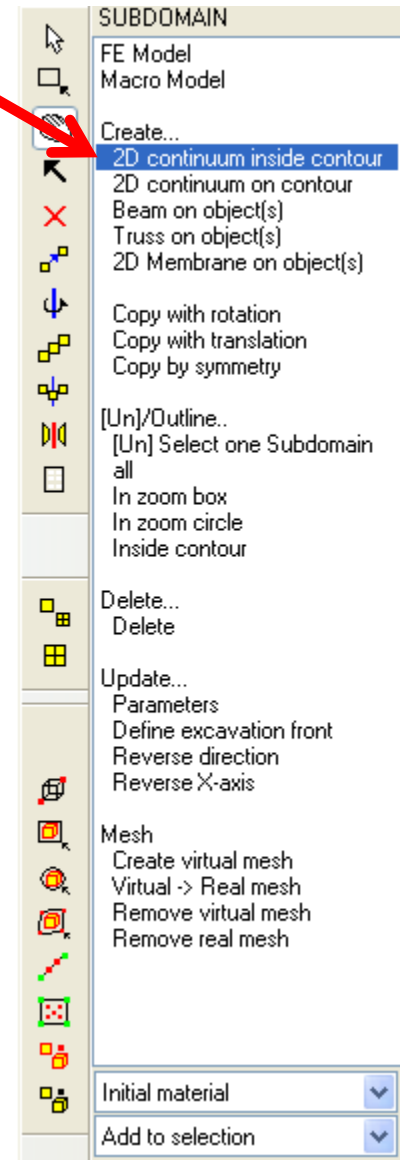 SUBDOMAIN
FE Model
Macro Model
Create...
2D continuum inside contour
2D continuum on contour
Beam on object(s)
Truss on object(s)
2D Membrane on object(s)
Copy with rotation
Copy with translation
Copy by symmetry
[Un]/Outline..
[Un] Select one Subdomain
all
In zoom box
In zoom circle
Inside contour
Delete...
Delete
Update...
Parameters
Define excavation front
Reverse direction
Reverse X-axis
Mesh
Create virtual mesh
Virtual -> Real mesh
Remove virtual mesh
Remove real mesh
Initial material
Add to selection